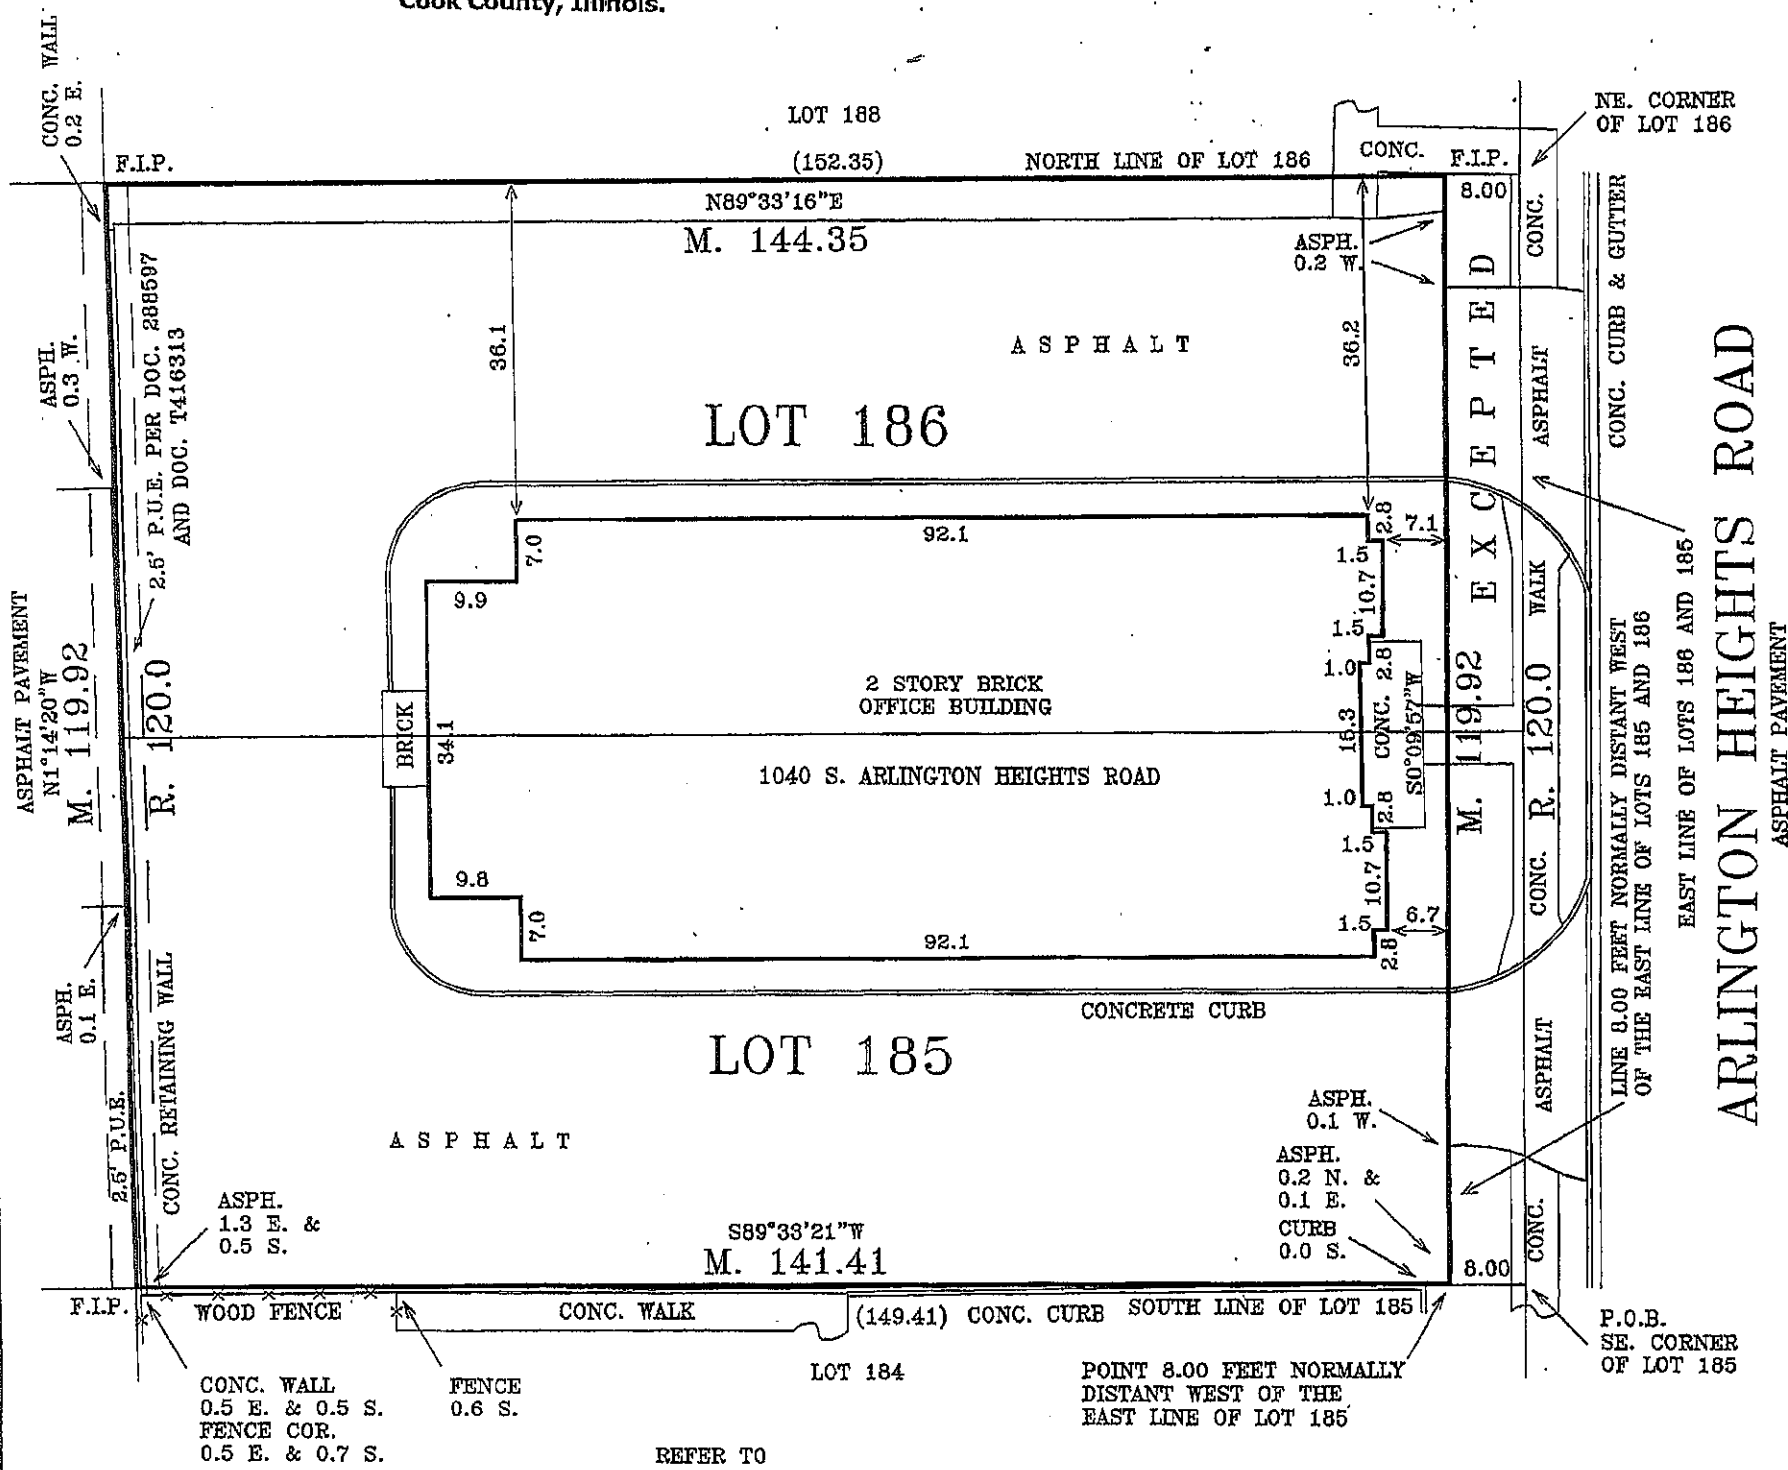 Cook County, Illinois.
CONC. WALL
0.2 E.
LOT 188
NE. CORNER
OF LOT 186
F.I.P.
(152.35)
NORTH LINE OF LOT 186
CONC.
F.I.P.
N89°33'16"E
8.00
M. 144.35
ASPH.
0.2 W.
CONC.
CONC. CURB & GUTTER
ASPH.
0.3 W.
2.5' P.U.E. PER DOC. 288597
AND DOC. T416313
36.1
ASPHALT
36.2
EXCEPTED
ASPHALT
LOT 186
92.1
2.8
7.1
7.0
1.5
9.9
10.7
1.5
WALK
ASPHALT PAVEMENT
N1°14'20"W
M. 119.92
R. 120.0
2 STORY BRICK
OFFICE BUILDING
1.0
2.8
BRICK
34.1
15.3
CONC.
S0°09'57"W
M. 119.92
R. 120.0
1040 S. ARLINGTON HEIGHTS ROAD
1.0
2.8
1.5
9.8
10.7
CONC.
7.0
92.1
1.5
6.7
2.8
LINE 8.00 FEET NORMALLY DISTANT WEST
OF THE EAST LINE OF LOTS 185 AND 186
EAST LINE OF LOTS 186 AND 185
ARLINGTON HEIGHTS ROAD
ASPHALT PAVEMENT
ASPH.
0.1 E.
CONC. RETAINING WALL
CONCRETE CURB
LOT 185
ASPHALT
2.5' P.U.E.
ASPHALT
ASPH.
0.1 W.
ASPH.
0.2 N. &
0.1 E.
CURB
0.0 S.
ASPH.
1.3 E. &
0.5 S.
S89°33'21"W
M. 141.41
8.00
CONC.
F.I.P.
WOOD FENCE
CONC. WALK
(149.41)
CONC. CURB
SOUTH LINE OF LOT 185
P.O.B.
SE. CORNER
OF LOT 185
LOT 184
CONC. WALL
0.5 E. & 0.5 S.
FENCE COR.
0.5 E. & 0.7 S.
FENCE
0.6 S.
POINT 8.00 FEET NORMALLY
DISTANT WEST OF THE
EAST LINE OF LOT 185
REFER TO